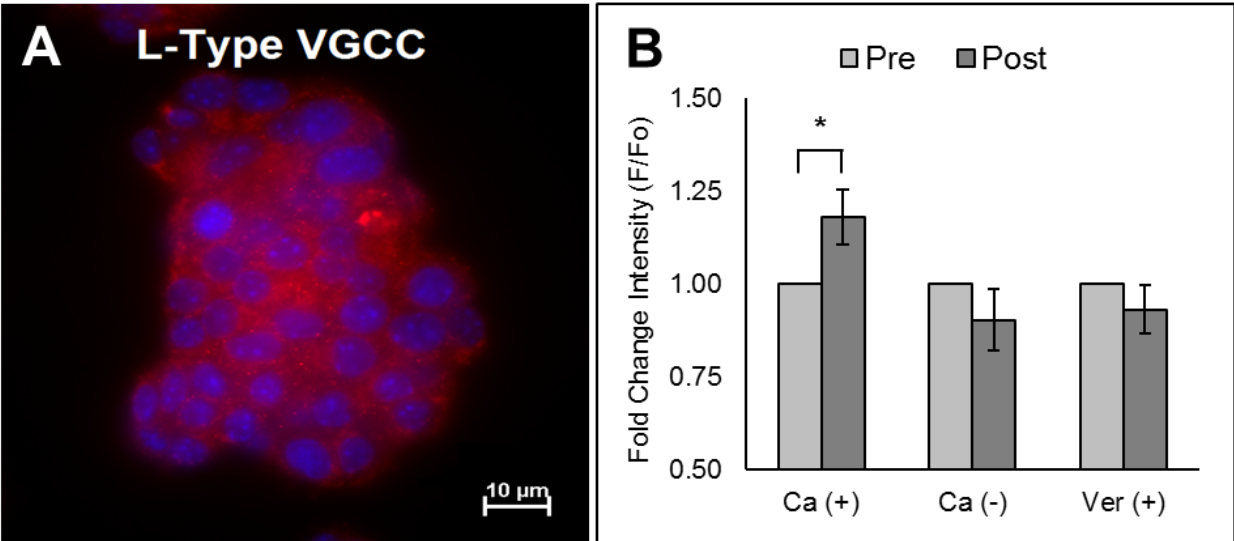 A
L-Type VGCC
10 µm
B
Pre Post
Fold Change Intensity (F/Fo)
1.50
*
1.25
1.00
0.75
0.50
Ca (+) Ca (-) Ver (+)